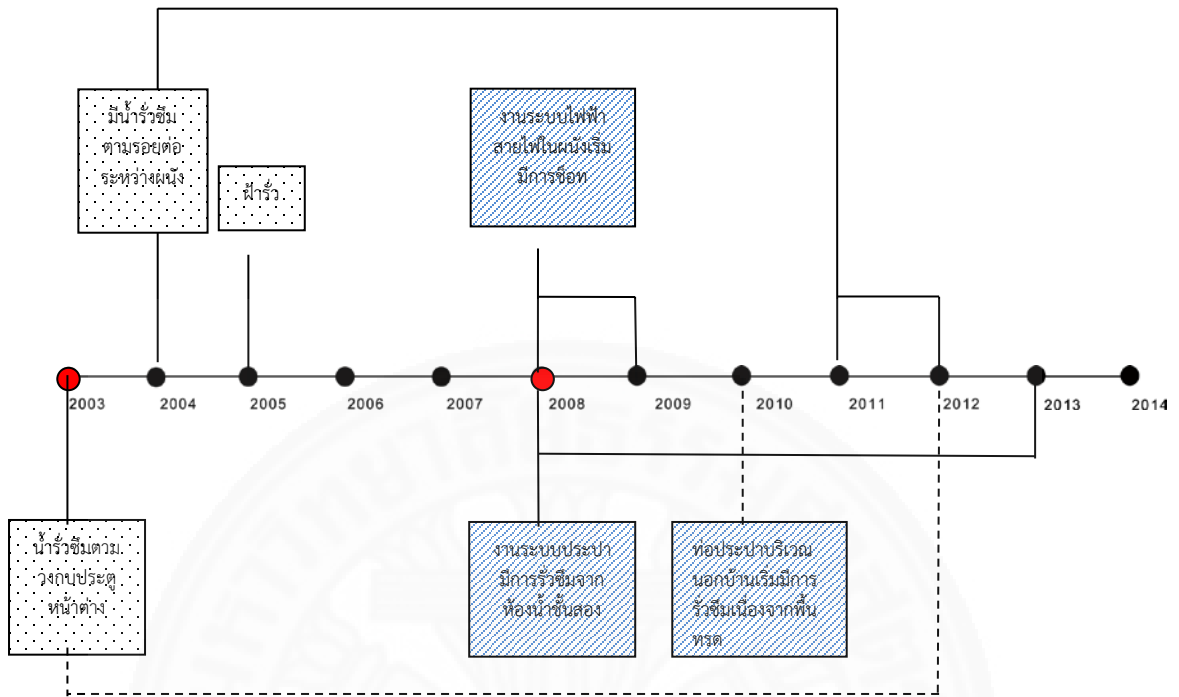 มีน้ำรั่วซึม
ตามรอยต่อ
ระหว่างผนัง
ฝ้ารั่ว
งานระบบไฟฟ้า
สายไฟในผนังเริ่ม
มีการช็อท
2003 2004 2005 2006 2007 2008 2009 2010 2011 2012 2013 2014
น้ำรั่วซึมตาม
วงกบประตู
หน้าต่าง
งานระบบประปา
มีการรั่วซึมจาก
ห้องน้ำชั้นสอง
ท่อประปาบริเวณ
นอกบ้านเริ่มมีการ
รั่วซึมเนื่องจากพื้น
ทรุด